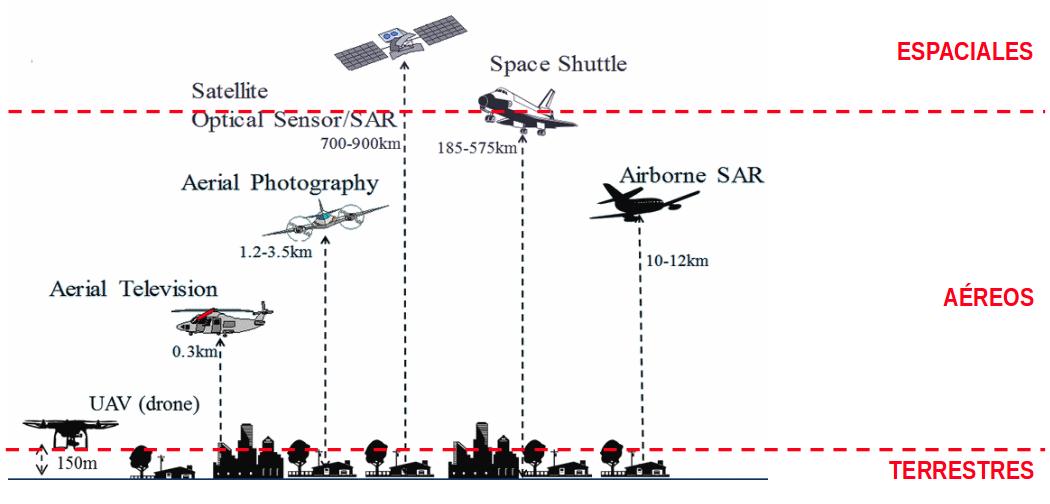 ESPACIALES
Space Shuttle
Satellite
Optical Sensor/SAR
700-900km
185-575km
Aerial Photography
Airborne SAR
1.2-3.5km
10-12km
Aerial Television
AÉREOS
0.3km
UAV (drone)
150m
TERRESTRES